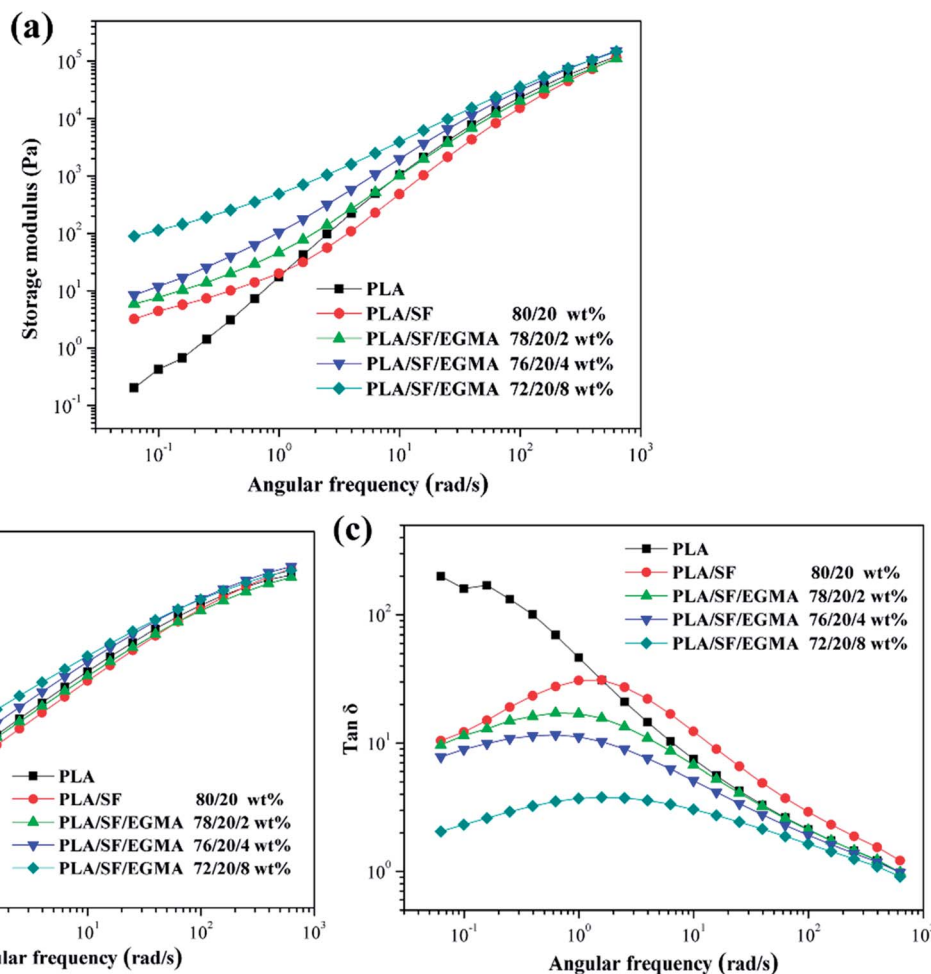 (a)
10^5
10^4
10^3
10^2
10^1
10^0
10^-1
Storage modulus (Pa)
PLA
PLA/SF 80/20 wt%
PLA/SF/EGMA 78/20/2 wt%
PLA/SF/EGMA 76/20/4 wt%
PLA/SF/EGMA 72/20/8 wt%
10^-1 10^0 10^1 10^2 10^3
Angular frequency (rad/s)
PLA
PLA/SF 80/20 wt%
PLA/SF/EGMA 78/20/2 wt%
PLA/SF/EGMA 76/20/4 wt%
PLA/SF/EGMA 72/20/8 wt%
10^1 10^2 10^3
ular frequency (rad/s)
(c)
PLA
PLA/SF 80/20 wt%
PLA/SF/EGMA 78/20/2 wt%
PLA/SF/EGMA 76/20/4 wt%
PLA/SF/EGMA 72/20/8 wt%
10^2
10^1
10^0
Tan δ
10^-1 10^0 10^1 10^2 10^3
Angular frequency (rad/s)